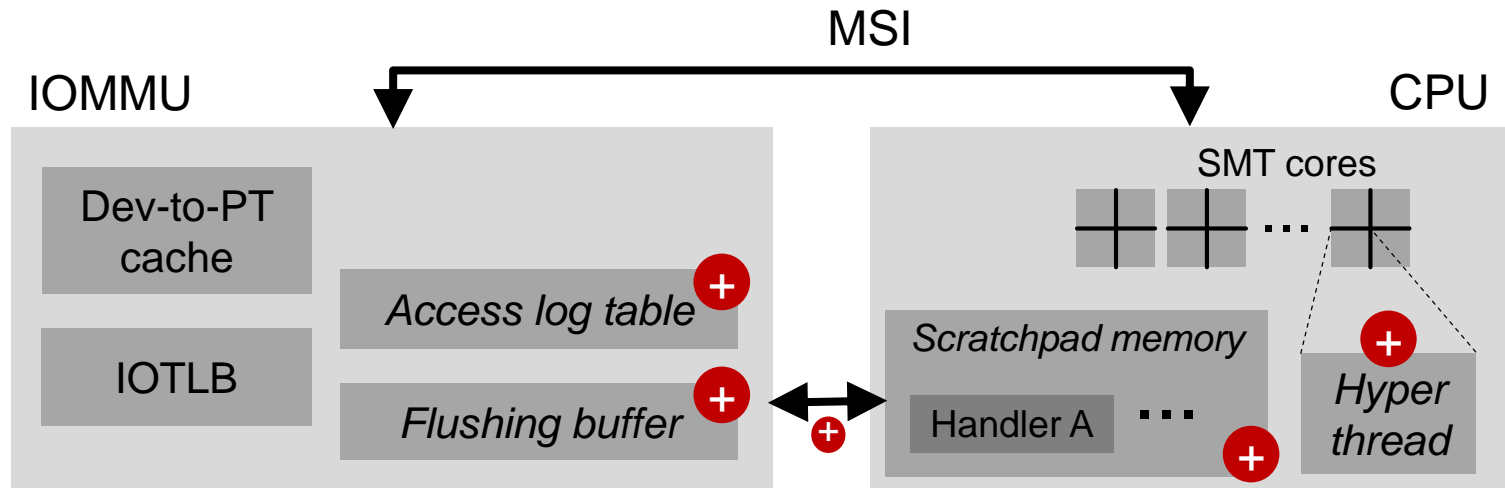 MSI
IOMMU
CPU
Dev-to-PT
cache
IOTLB
Access log table
+
Flushing buffer
+
+
SMT cores
...
Scratchpad memory
Handler A
...
+
+
Hyper
thread